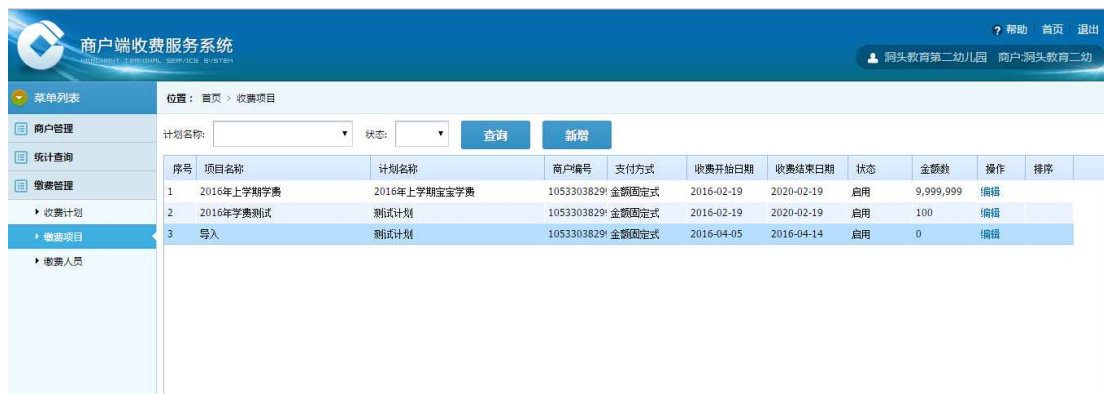 ? 帮助 首页 退出
商户端收费服务系统
MERCHANT TERMINAL SERVICE SYSTEM
洞头教育第二幼儿园 商户:洞头教育二幼
菜单列表
位置： 首页 > 收费项目
商户管理
计划名称: 状态: 查询 新增
统计查询
缴费管理
收费计划
缴费项目
缴费人员
序号 项目名称 计划名称 商户编号 支付方式 收费开始日期 收费结束日期 状态 金额数 操作 排序
1 2016年上学期学费 2016年上学期宝宝学费 1053303829 金额固定式 2016-02-19 2020-02-19 启用 9,999,999 编辑
2 2016年学费测试 测试计划 1053303829 金额固定式 2016-02-19 2020-02-19 启用 100 编辑
3 导入 测试计划 1053303829 金额固定式 2016-04-05 2016-04-14 启用 0 编辑